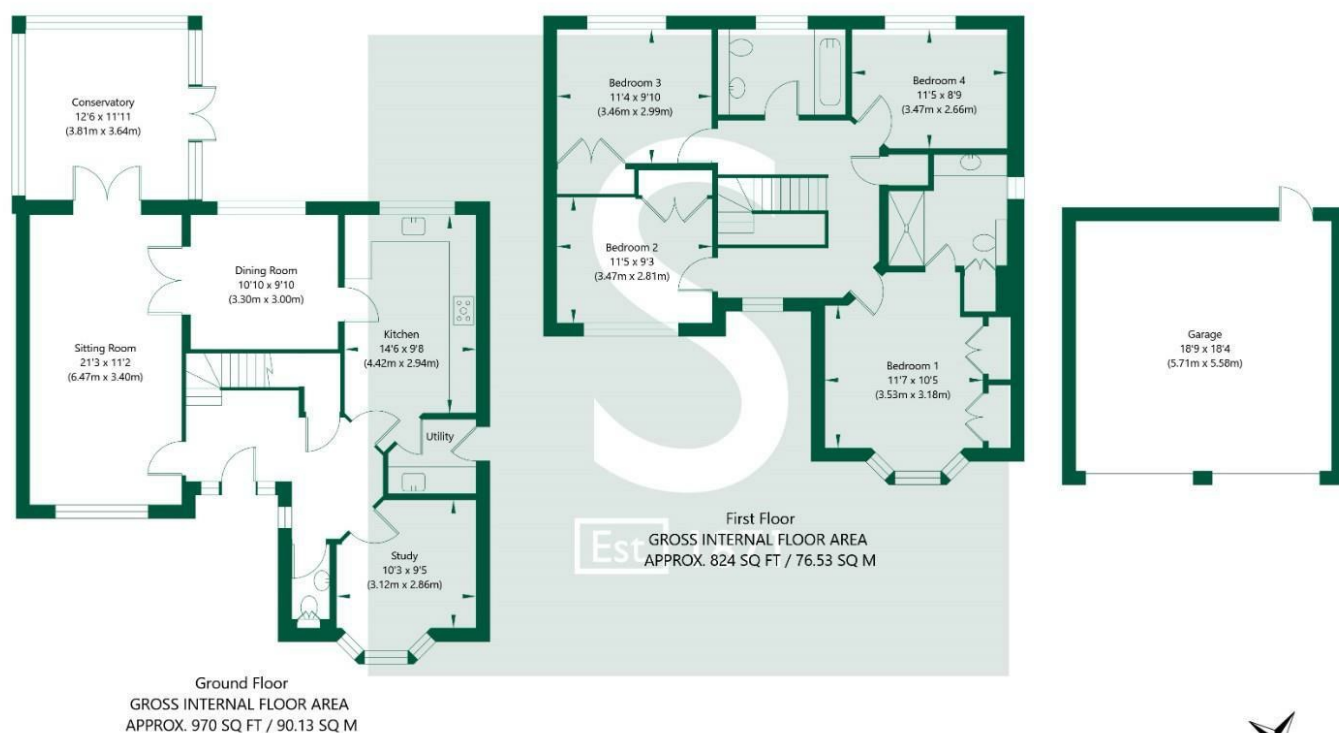 Conservatory
12'6 x 11'11
(3.81m x 3.64m)
Dining Room
10'10 x 9'10
(3.30m x 3.00m)
Kitchen
14'6 x 9'8
(4.42m x 2.94m)
Sitting Room
21'3 x 11'2
(6.47m x 3.40m)
Utility
Study
10'3 x 9'5
(3.12m x 2.86m)
Ground Floor
GROSS INTERNAL FLOOR AREA
APPROX. 970 SQ FT / 90.13 SQ M
Bedroom 3
11'4 x 9'10
(3.46m x 2.99m)
Bedroom 4
11'5 x 8'9
(3.47m x 2.66m)
Bedroom 2
11'5 x 9'3
(3.47m x 2.81m)
Bedroom 1
11'7 x 10'5
(3.53m x 3.18m)
S
Est
First Floor
GROSS INTERNAL FLOOR AREA
APPROX. 824 SQ FT / 76.53 SQ M
Garage
18'9 x 18'4
(5.71m x 5.58m)